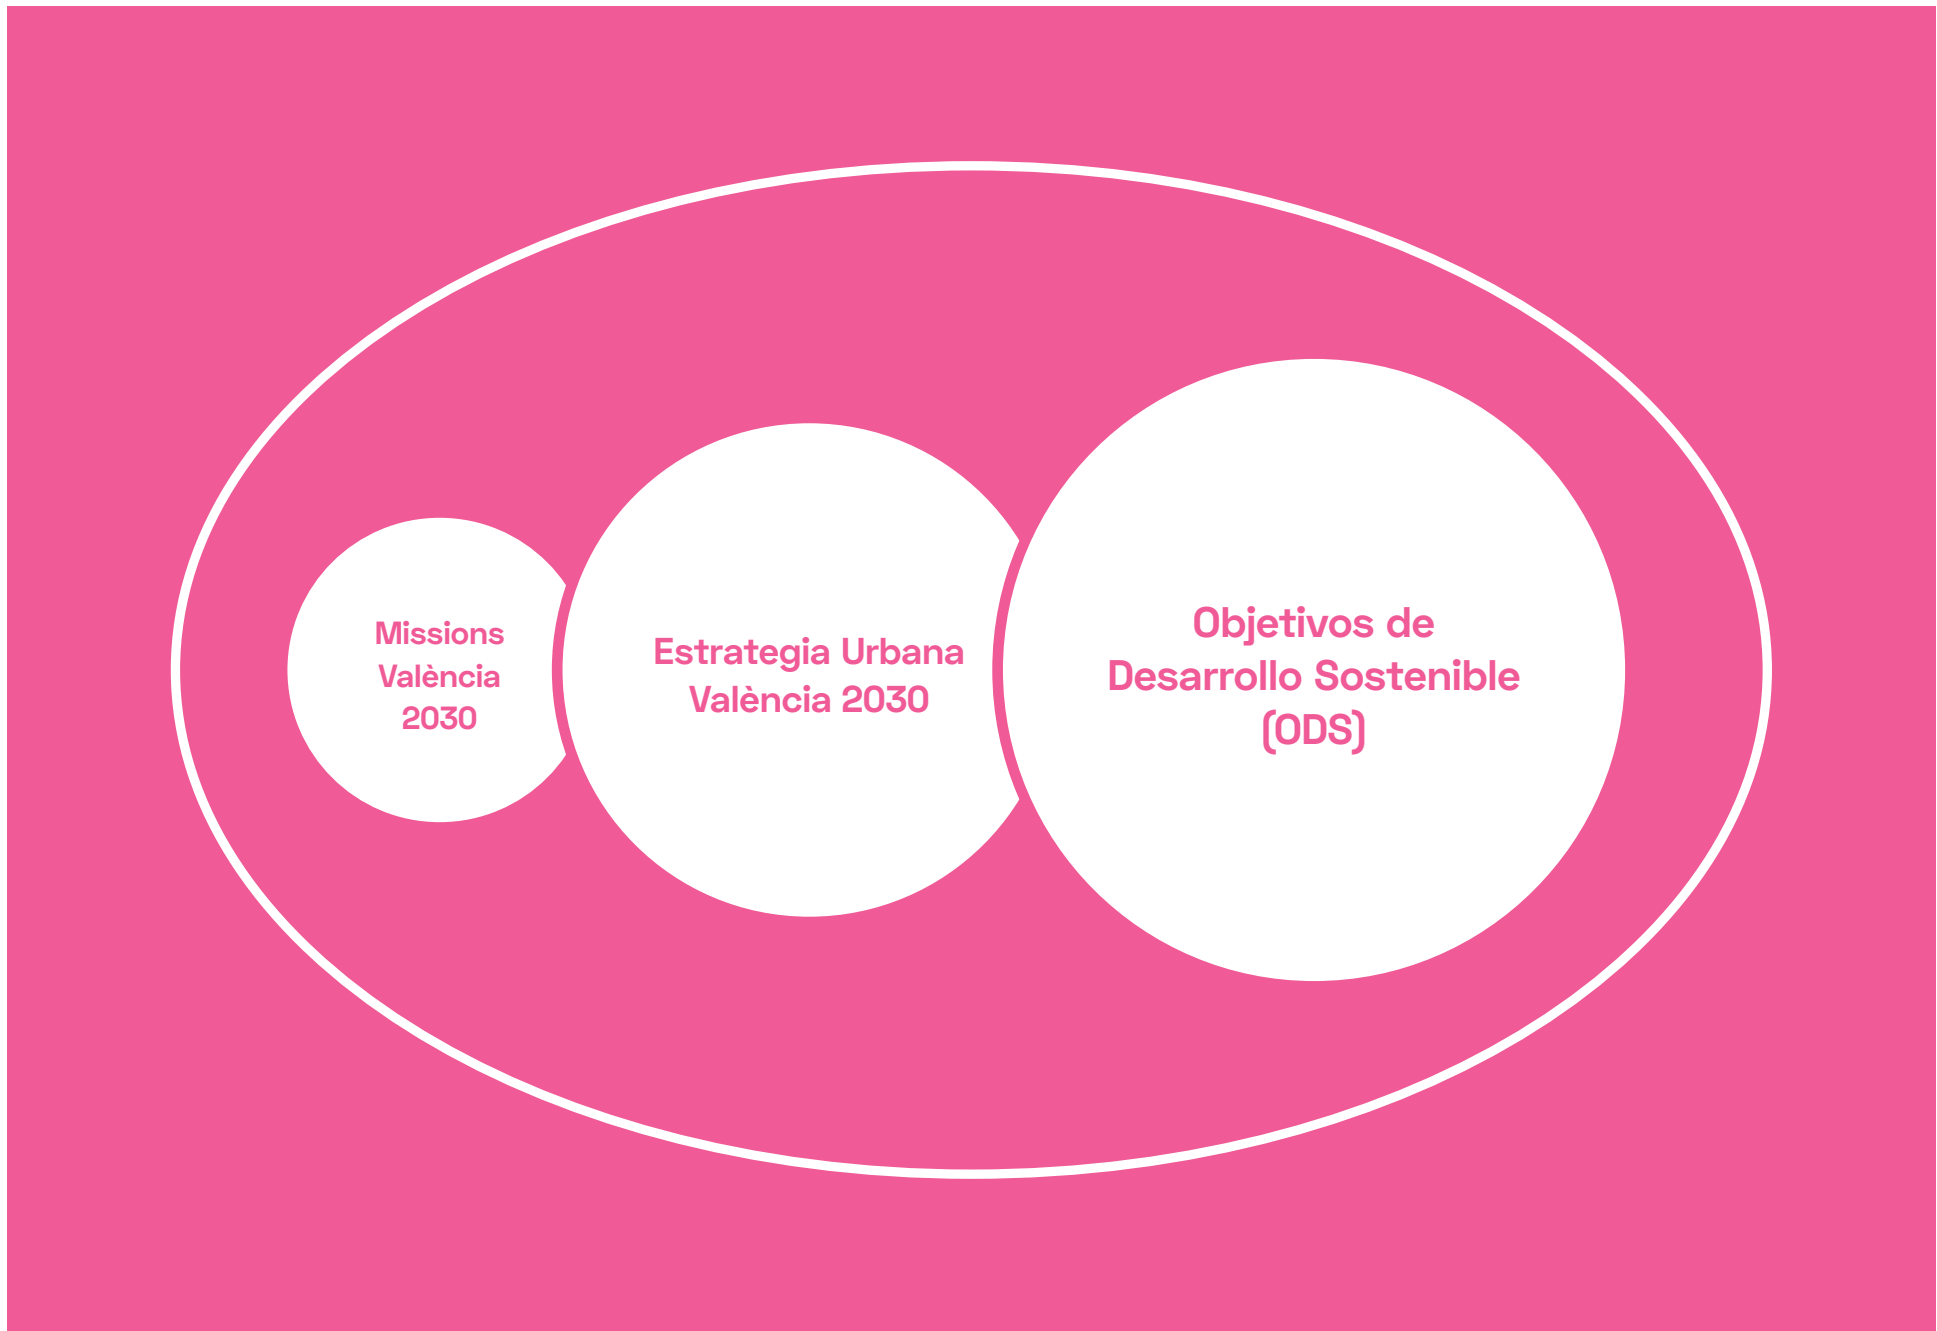 Missions
València
2030
Estrategia Urbana
València 2030
Objetivos de
Desarrollo Sostenible
(ODS)